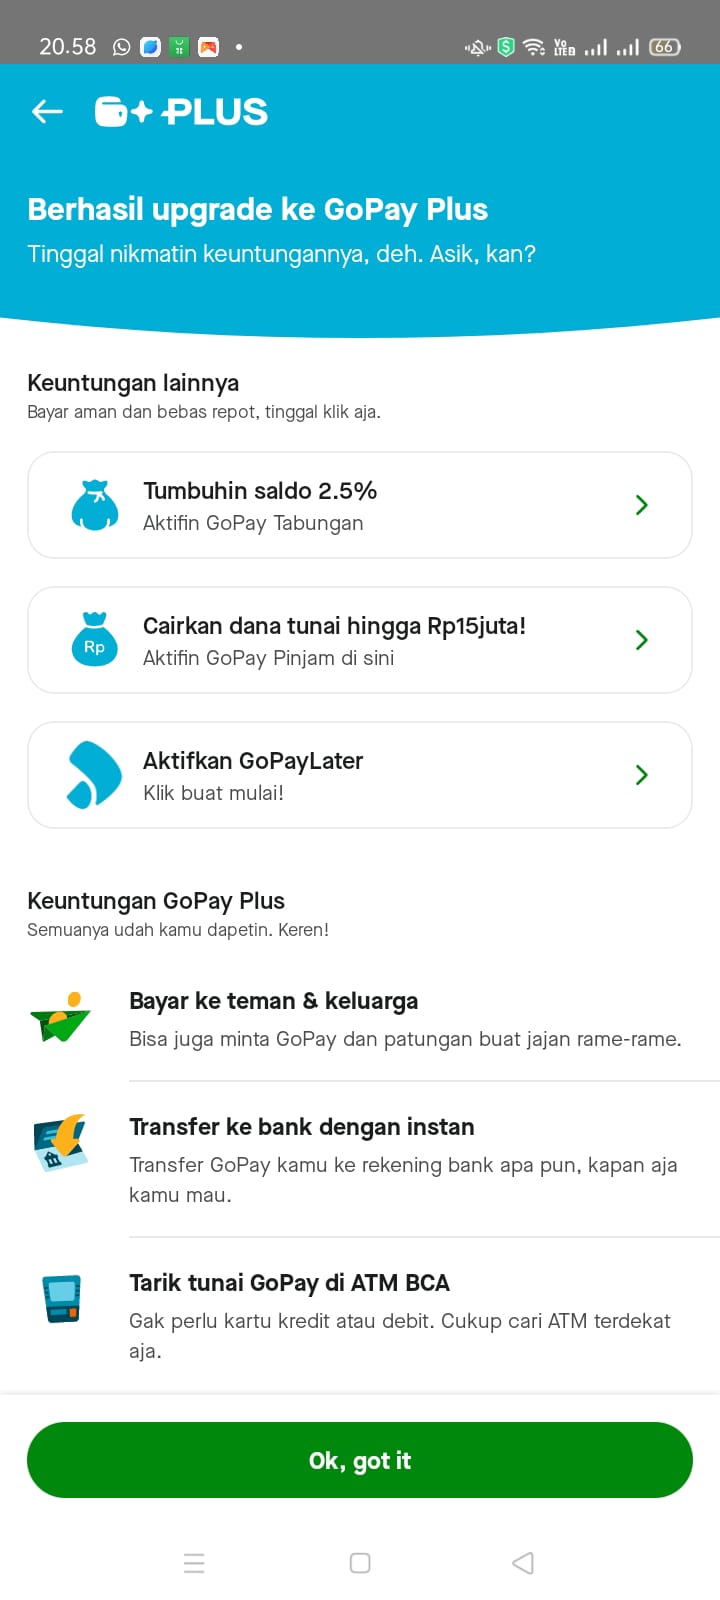 20.58
VoLTE2
66
PLUS
Berhasil upgrade ke GoPay Plus
Tinggal nikmatin keuntungannya, deh. Asik, kan?
Keuntungan lainnya
Bayar aman dan bebas repot, tinggal klik aja.
Tumbuhin saldo 2.5%
Aktifin GoPay Tabungan
Rp
Cairkan dana tunai hingga Rp15juta!
Aktifin GoPay Pinjam di sini
Aktifkan GoPayLater
Klik buat mulai!
Keuntungan GoPay Plus
Semuanya udah kamu dapetin. Keren!
Bayar ke teman & keluarga
Bisa juga minta GoPay dan patungan buat jajan rame-rame.
Transfer ke bank dengan instan
Transfer GoPay kamu ke rekening bank apa pun, kapan aja
kamu mau.
Tarik tunai GoPay di ATM BCA
Gak perlu kartu kredit atau debit. Cukup cari ATM terdekat
aja.
Ok, got it